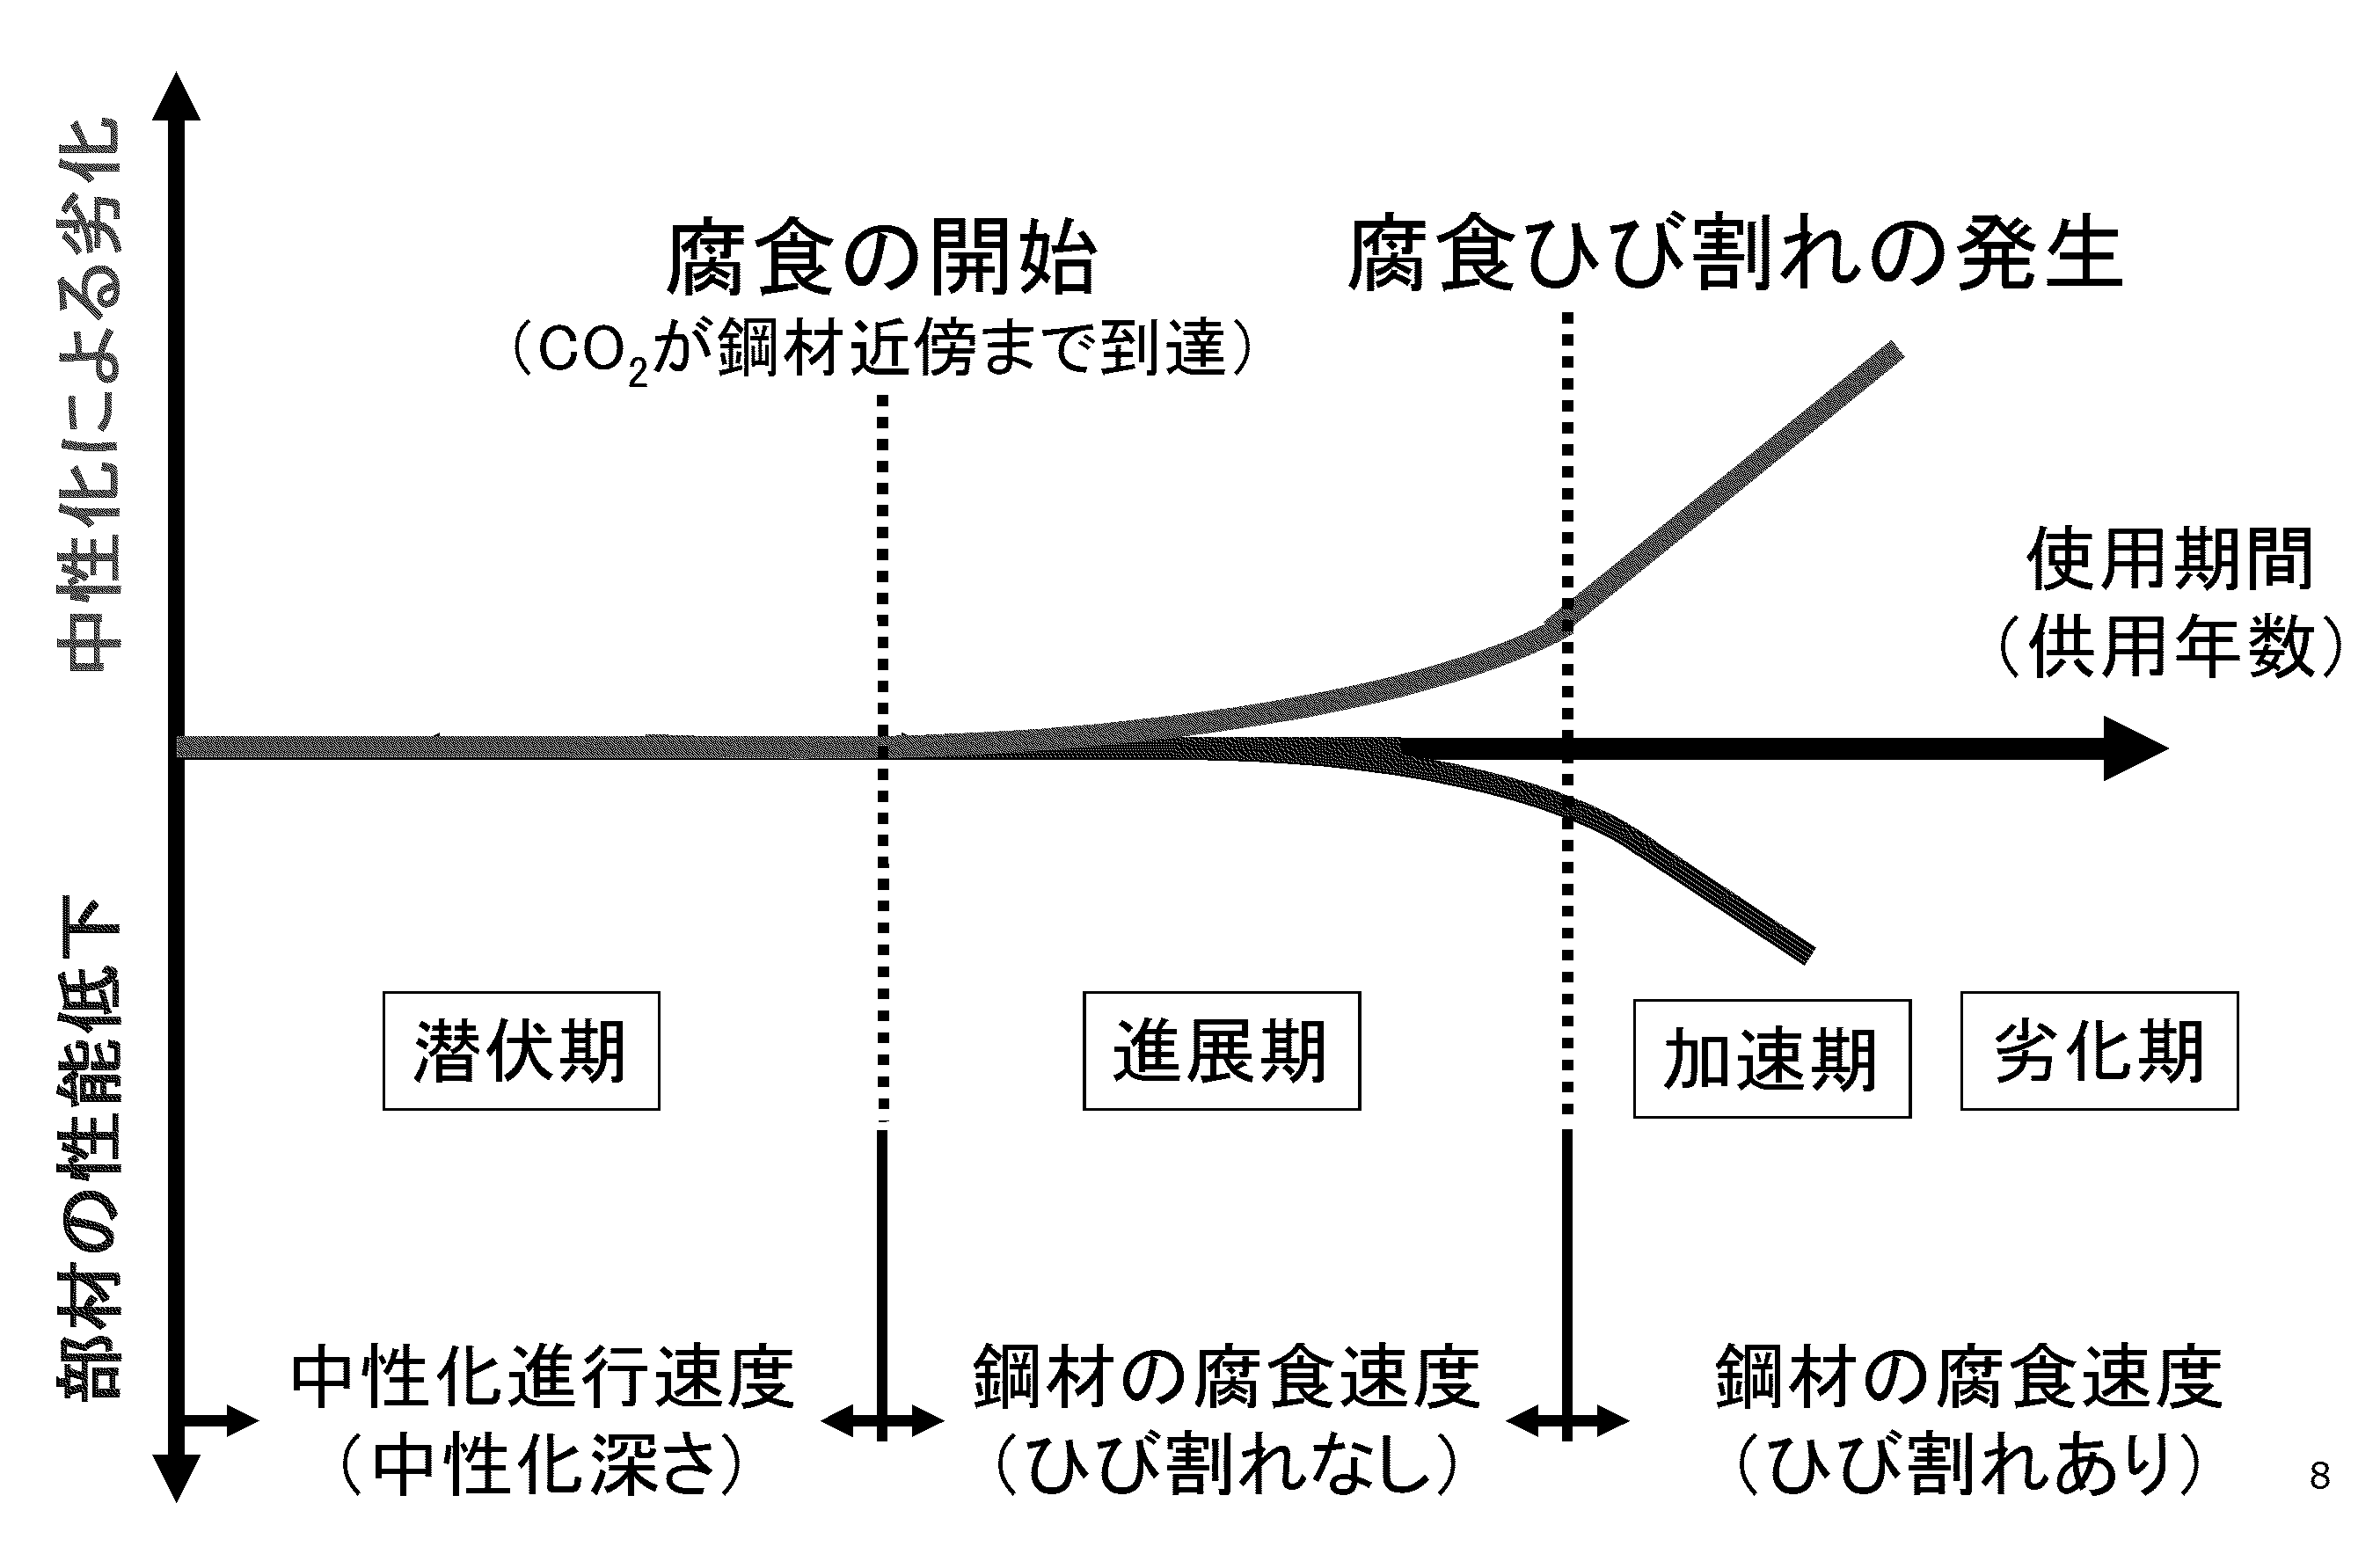 中性化による劣化
腐食の開始
（CO₂が鋼材近傍まで到達）
腐食ひび割れの発生
使用期間
（供用年数）
部材の性能低下
潜伏期
進展期
加速期
劣化期
中性化進行速度
（中性化深さ）
鋼材の腐食速度
（ひび割れなし）
鋼材の腐食速度
（ひび割れあり）
8